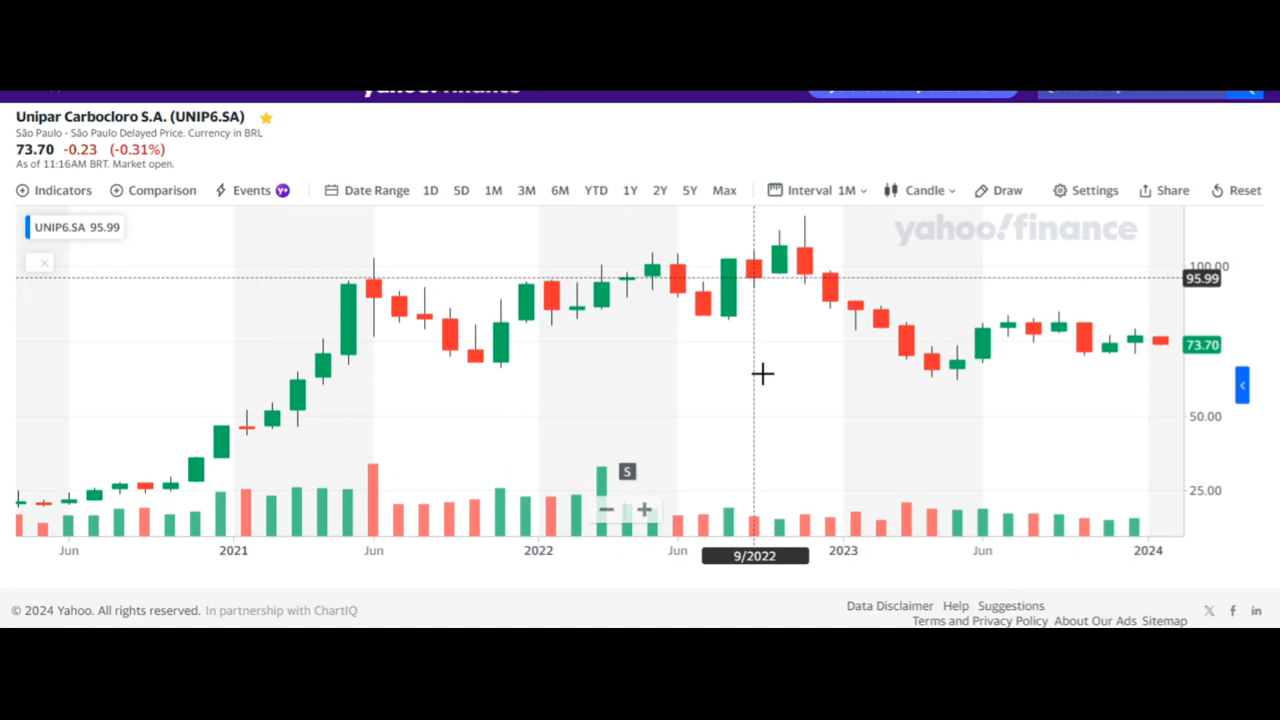 Unipar Carbocloro S.A. (UNIP6.SA)
São Paulo - São Paulo Delayed Price. Currency in BRL
73.70 -0.23 (-0.31%)
As of 11:16AM BRT. Market open.
Indicators Comparison Events Y+ Date Range 1D 5D 1M 3M 6M YTD 1Y 2Y 5Y Max Interval 1M Candle Draw Settings Share Reset
UNIP6.SA 95.99
yahoo!finance
100.00
95.99
73.70
50.00
S
25.00
Jun 2021 Jun 2022 Jun 9/2022 2023 Jun 2024
© 2024 Yahoo. All rights reserved. In partnership with ChartIQ
Data Disclaimer Help Suggestions
Terms and Privacy Policy About Our Ads Sitemap